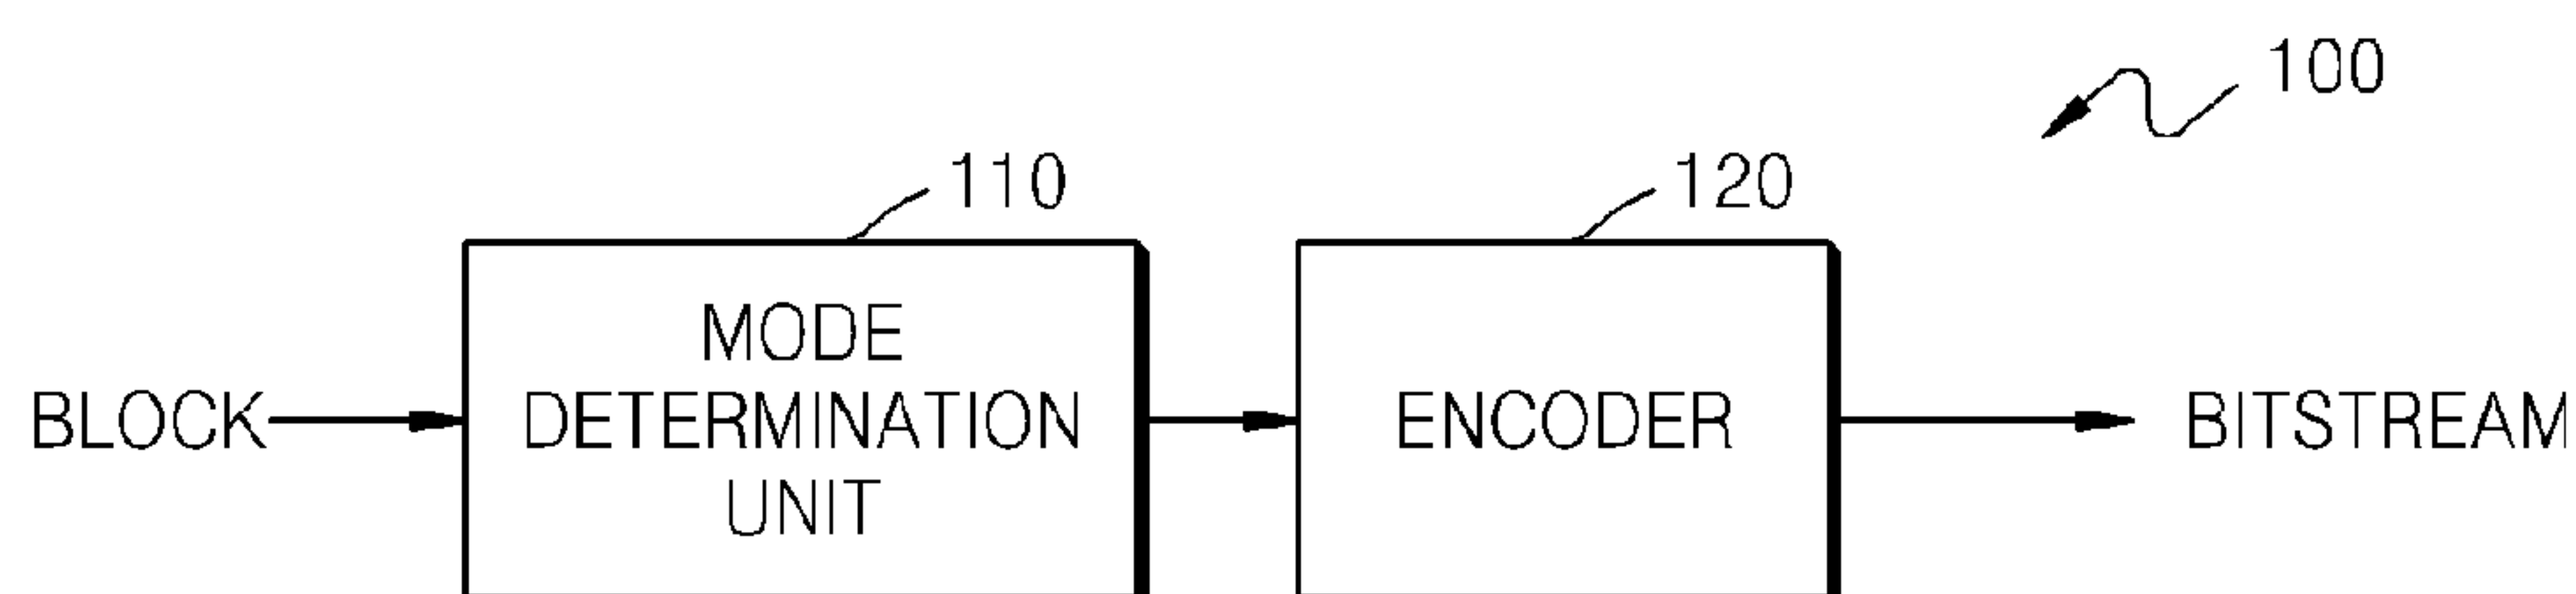 100
110
120
MODE
BLOCK DETERMINATION ENCODER BITSTREAM
UNIT